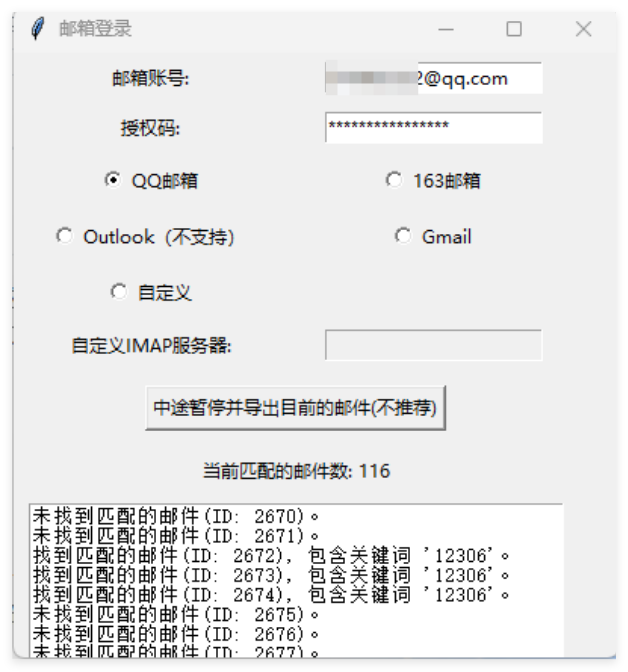 邮箱登录
邮箱账号: 2@qq.com
授权码: ****************
QQ邮箱 163邮箱
Outlook (不支持) Gmail
自定义
自定义IMAP服务器:
中途暂停并导出目前的邮件(不推荐)
当前匹配的邮件数: 116
未找到匹配的邮件(ID: 2670)。
未找到匹配的邮件(ID: 2671)。
找到匹配的邮件(ID: 2672), 包含关键词 '12306'。
找到匹配的邮件(ID: 2673), 包含关键词 '12306'。
找到匹配的邮件(ID: 2674), 包含关键词 '12306'。
未找到匹配的邮件(ID: 2675)。
未找到匹配的邮件(ID: 2676)。
未找到匹配的邮件(ID: 2677)。